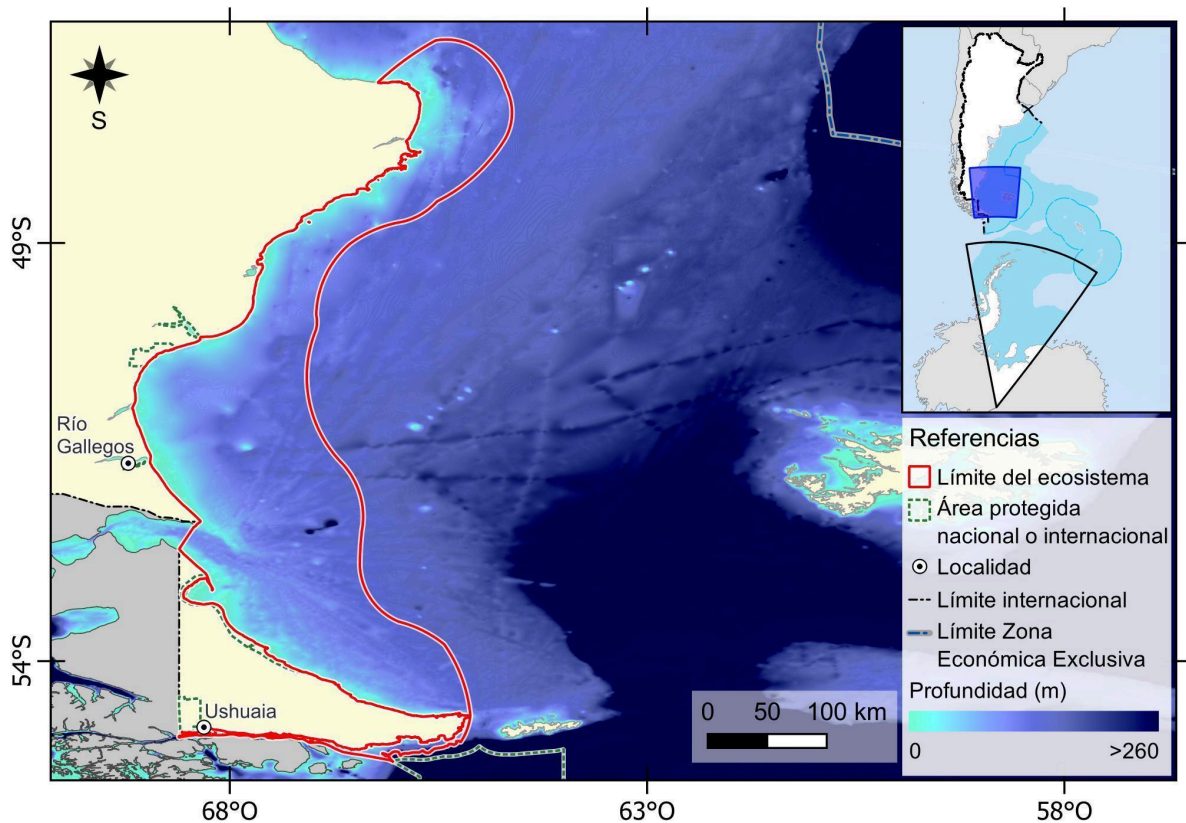 S
49°S
54°S
Río
Gallegos
Ushuaia
0 50 100 km
68°O
63°O
58°O
Referencias
Límite del ecosistema
Área protegida
nacional o internacional
Localidad
Límite internacional
Límite Zona
Económica Exclusiva
Profundidad (m)
0 >260